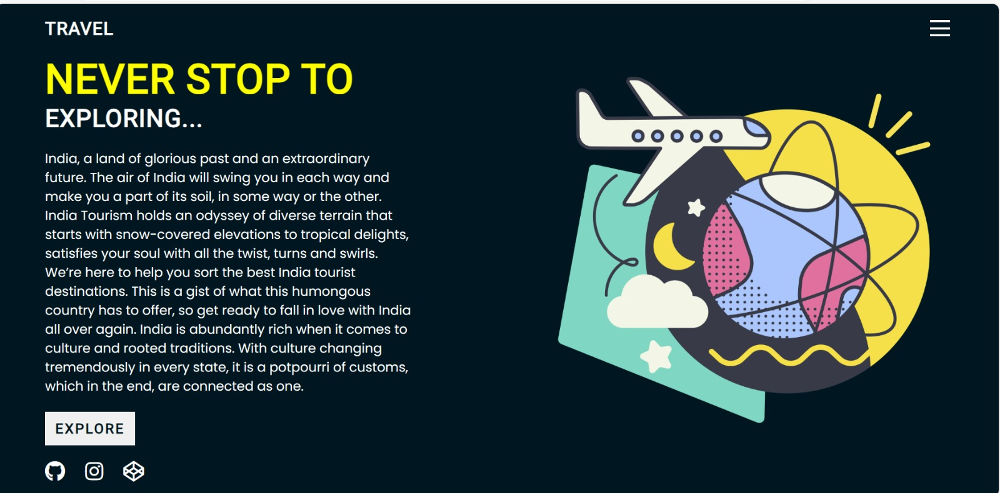 TRAVEL
NEVER STOP TO
EXPLORING...
India, a land of glorious past and an extraordinary
future. The air of India will swing you in each way and
make you a part of its soil, in some way or the other.
India Tourism holds an odyssey of diverse terrain that
starts with snow-covered elevations to tropical delights,
satisfies your soul with all the twist, turns and swirls.
We’re here to help you sort the best India tourist
destinations. This is a gist of what this humongous
country has to offer, so get ready to fall in love with India
all over again. India is abundantly rich when it comes to
culture and rooted traditions. With culture changing
tremendously in every state, it is a potpourri of customs,
which in the end, are connected as one.
EXPLORE